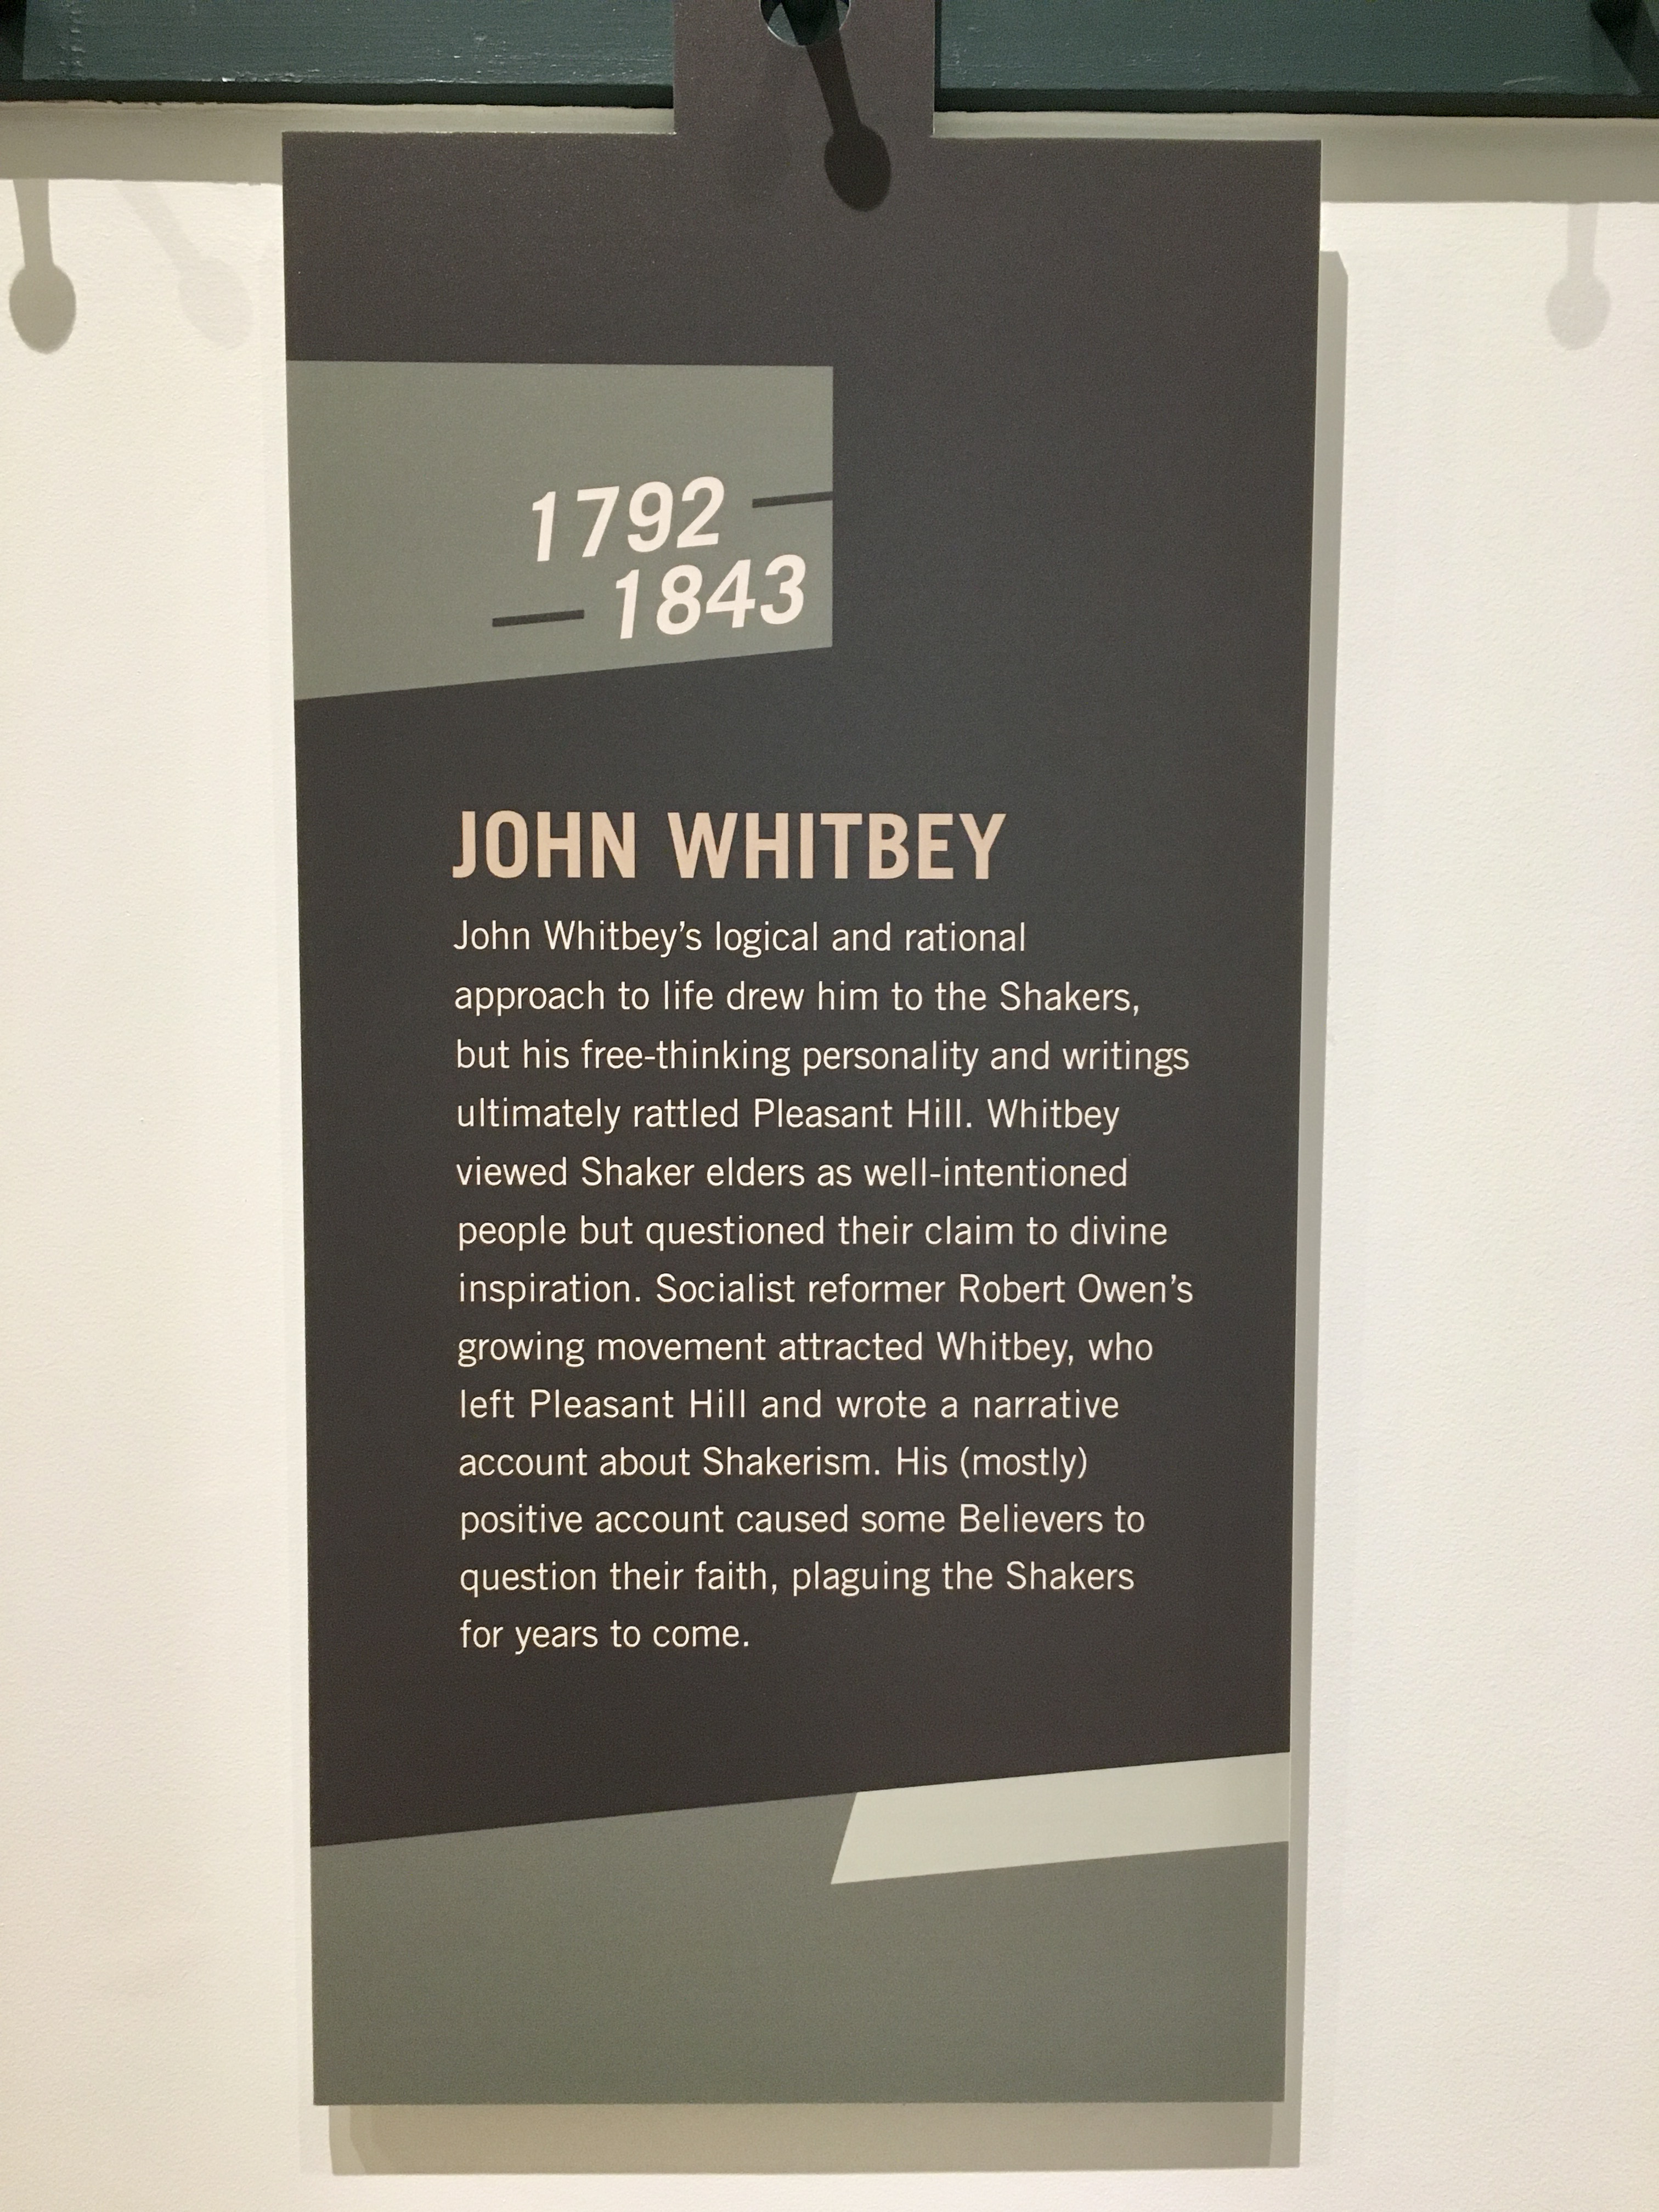 1792 —
— 1843
JOHN WHITBEY
John Whitbey’s logical and rational
approach to life drew him to the Shakers,
but his free-thinking personality and writings
ultimately rattled Pleasant Hill. Whitbey
viewed Shaker elders as well-intentioned
people but questioned their claim to divine
inspiration. Socialist reformer Robert Owen’s
growing movement attracted Whitbey, who
left Pleasant Hill and wrote a narrative
account about Shakerism. His (mostly)
positive account caused some Believers to
question their faith, plaguing the Shakers
for years to come.